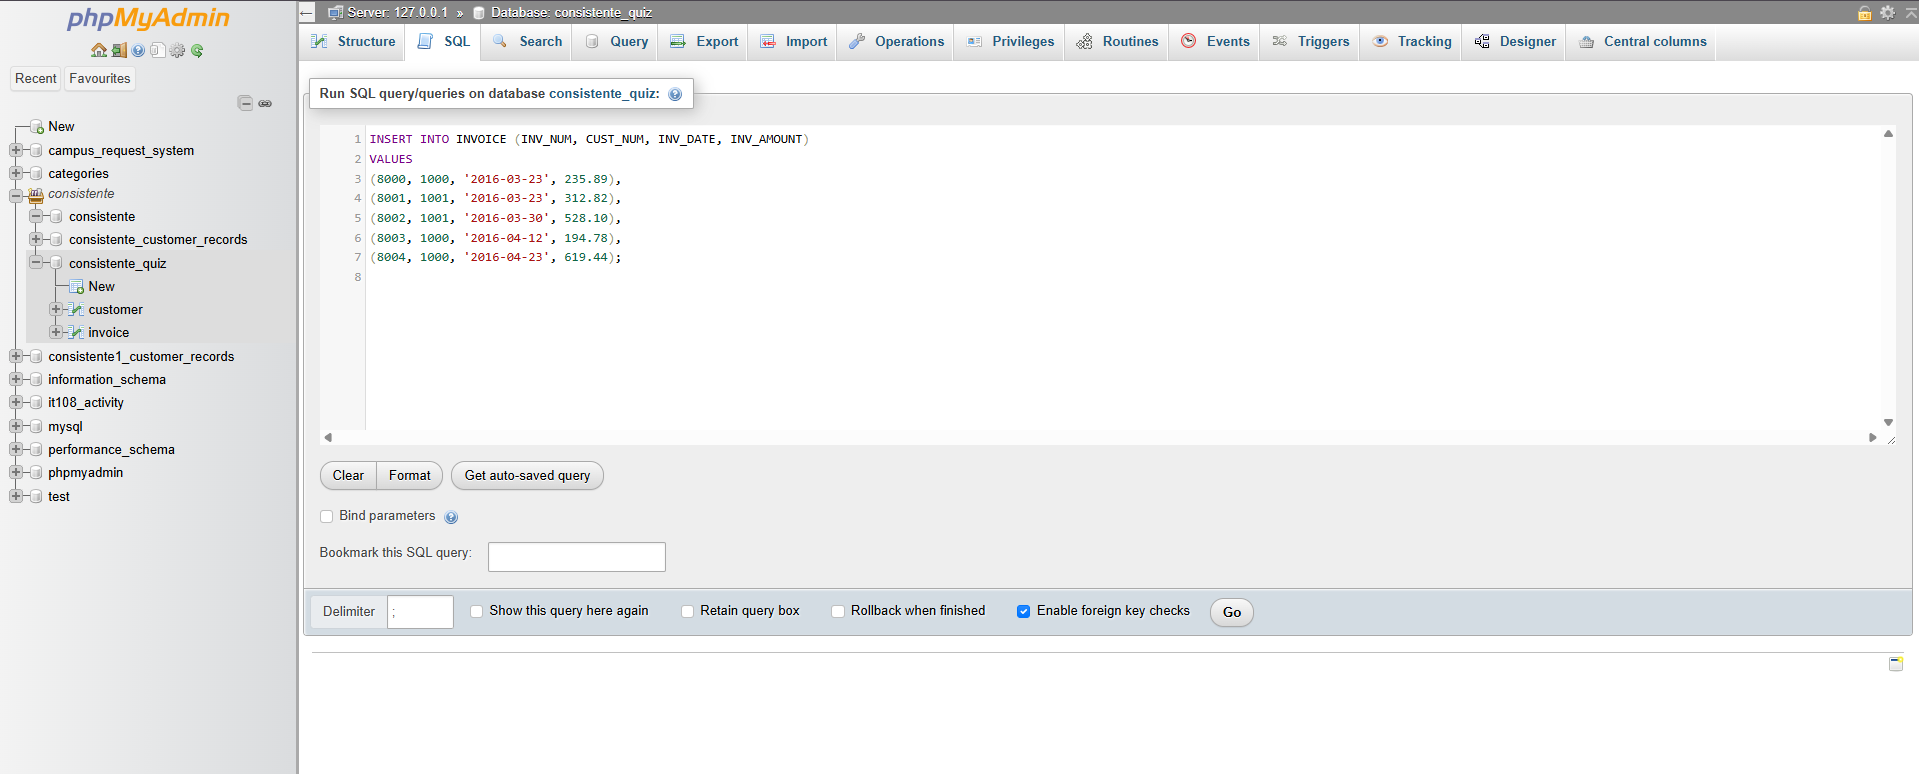 phpMyAdmin
Recent
Favourites
New
campus_request_system
categories
consistente
consistente
consistente_customer_records
consistente_quiz
New
customer
invoice
consistente1_customer_records
information_schema
it108_activity
mysql
performance_schema
phpmyadmin
test
Server: 127.0.0.1 » Database: consistente_quiz
Structure SQL Search Query Export Import Operations Privileges Routines Events Triggers Tracking Designer Central columns
Run SQL query/queries on database consistente_quiz:
1 INSERT INTO INVOICE (INV_NUM, CUST_NUM, INV_DATE, INV_AMOUNT)
2 VALUES
3 (8000, 1000, '2016-03-23', 235.89),
4 (8001, 1001, '2016-03-23', 312.82),
5 (8002, 1001, '2016-03-30', 528.10),
6 (8003, 1000, '2016-04-12', 194.78),
7 (8004, 1000, '2016-04-23', 619.44);
8
Clear Format Get auto-saved query
Bind parameters
Bookmark this SQL query:
Delimiter ; Show this query here again Retain query box Rollback when finished Enable foreign key checks Go